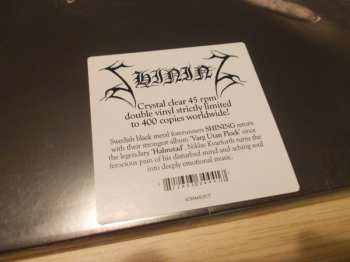 SHINING
Crystal clear 45 rpm
double vinyl strictly limited
to 400 copies worldwide!
Swedish black metal forerunners SHINING return
with their strongest album 'Varg Utan Flock' since
the legendary 'Halmstad'. Niklas Kvarforth turns the
ferocious pain of his disturbed mind and aching soul
into deeply emotional music.